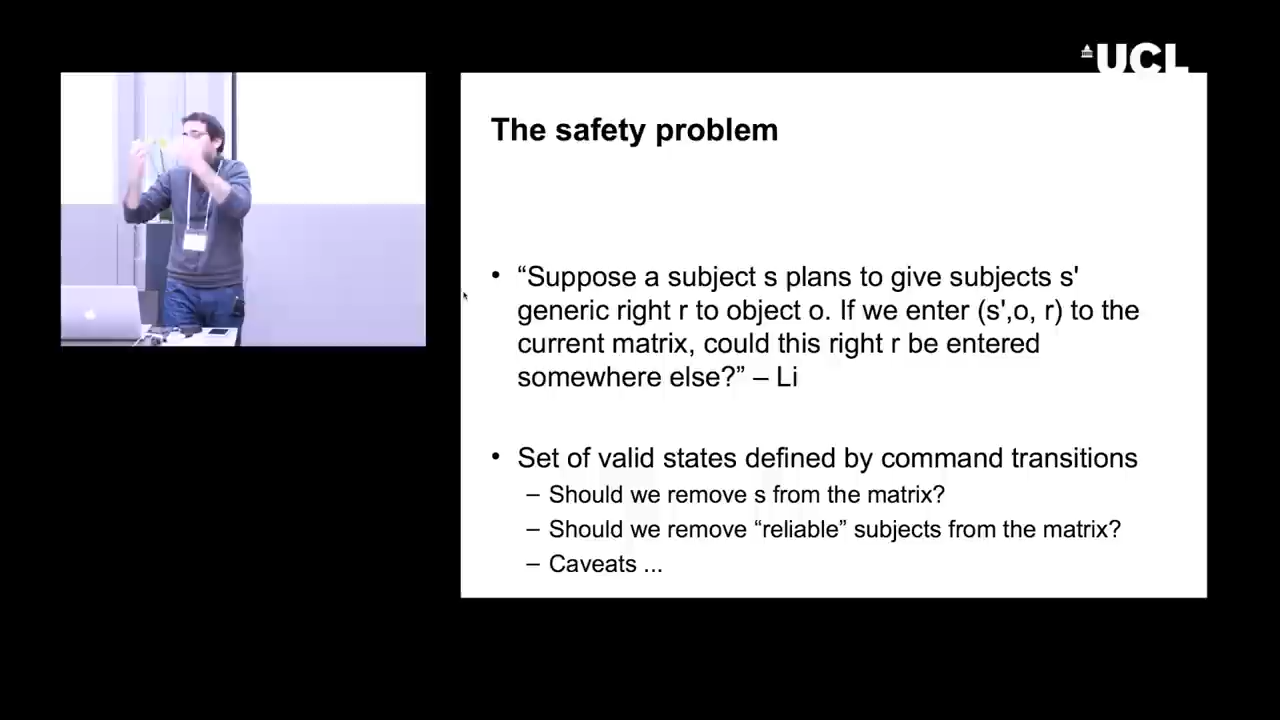 UCL
The safety problem
• “Suppose a subject s plans to give subjects s'
generic right r to object o. If we enter (s',o, r) to the
current matrix, could this right r be entered
somewhere else?” – Li
• Set of valid states defined by command transitions
– Should we remove s from the matrix?
– Should we remove “reliable” subjects from the matrix?
– Caveats ...